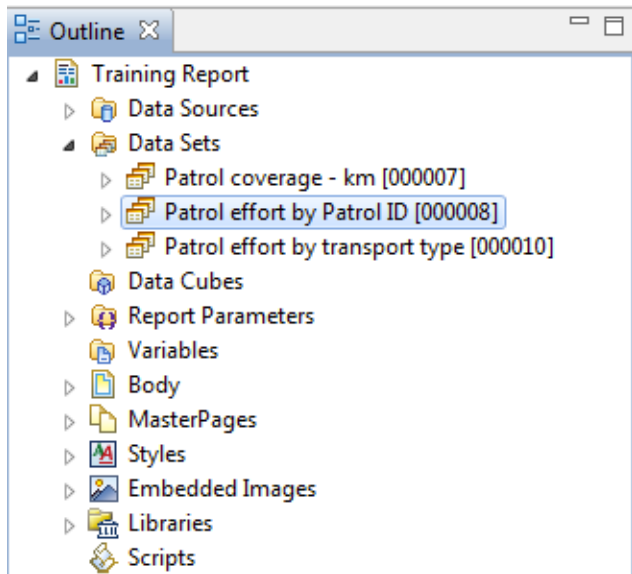 Outline
Training Report
Data Sources
Data Sets
Patrol coverage - km [000007]
Patrol effort by Patrol ID [000008]
Patrol effort by transport type [000010]
Data Cubes
Report Parameters
Variables
Body
MasterPages
Styles
Embedded Images
Libraries
Scripts